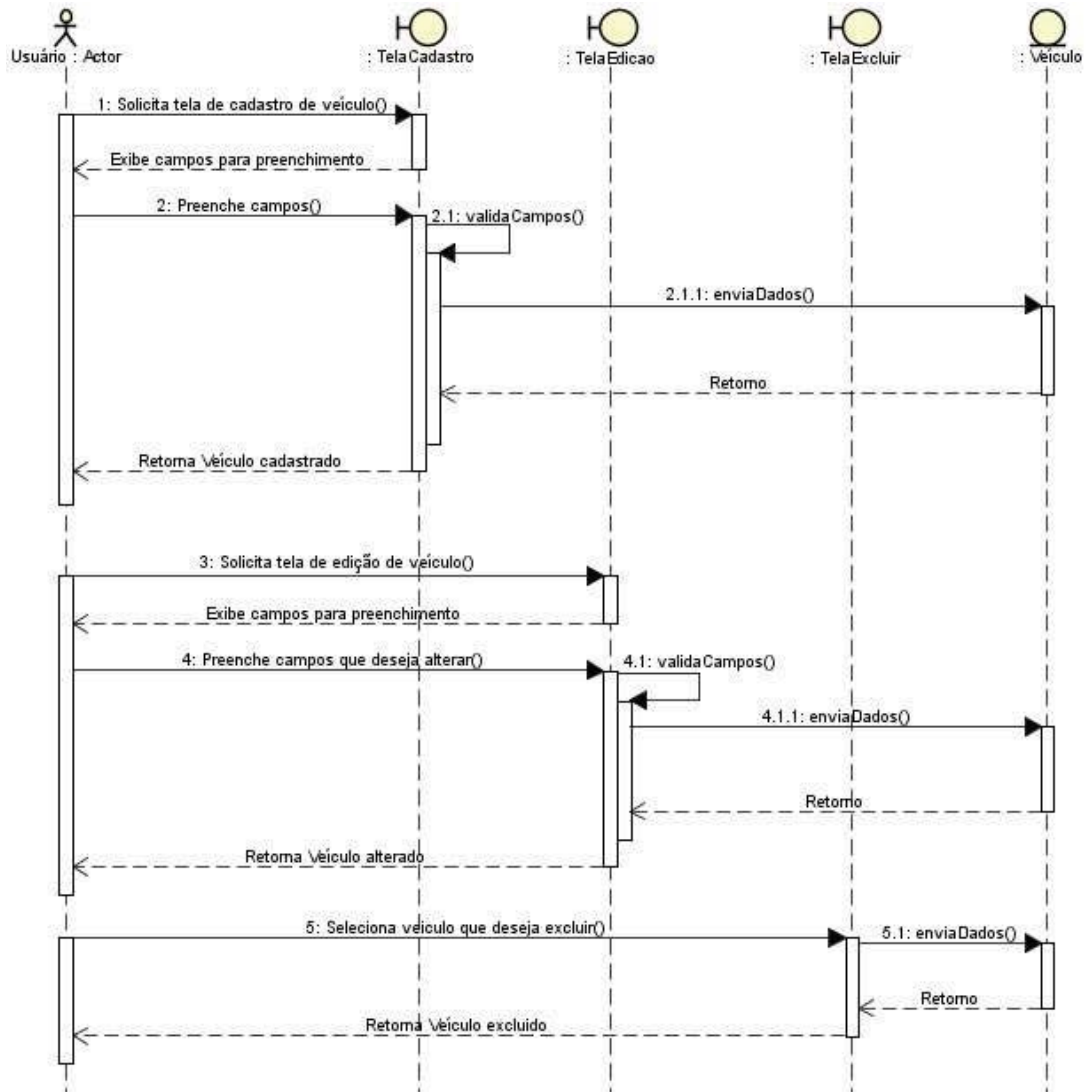 Usuário : Actor
: TelaCadastro
: TelaEdicao
: TelaExcluir
: Veículo
1: Solicita tela de cadastro de veículo()
Exibe campos para preenchimento
2: Preenche campos()
2.1: validaCampos()
2.1.1: enviaDados()
Retorno
Retorna Veículo cadastrado
3: Solicita tela de edição de veículo()
Exibe campos para preenchimento
4: Preenche campos que deseja alterar()
4.1: validaCampos()
4.1.1: enviaDados()
Retorno
Retorna Veículo alterado
5: Seleciona veiculo que deseja excluir()
5.1: enviaDados()
Retorno
Retorna Veículo excluido